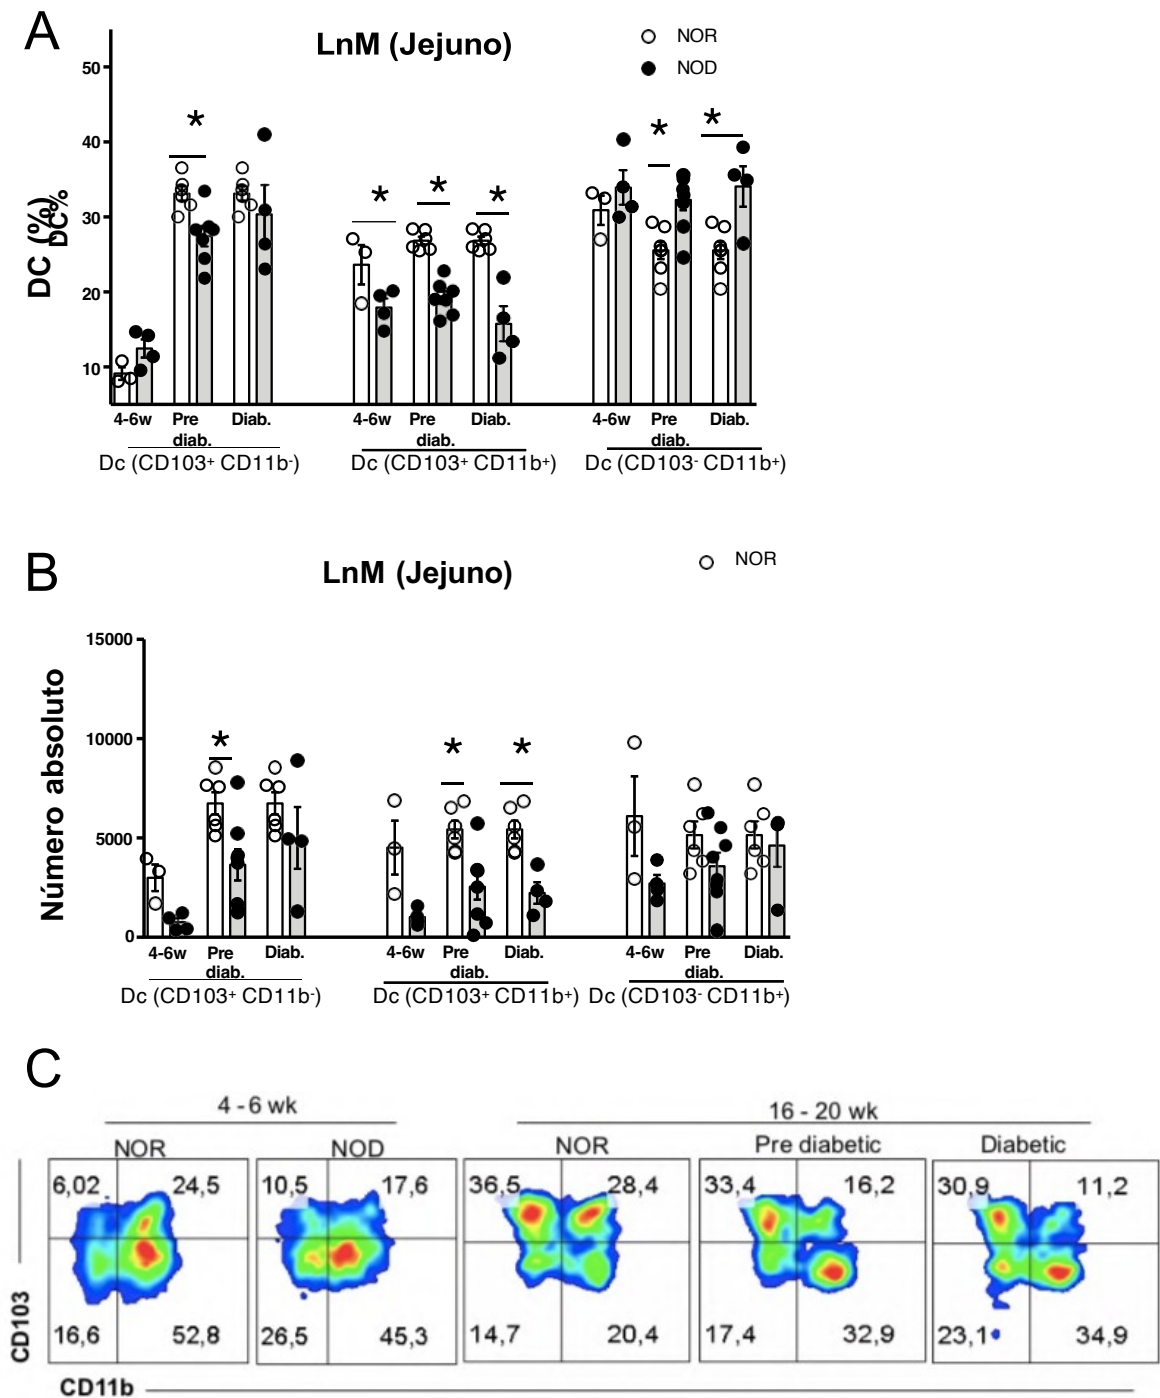 A
LnM (Jejuno)
NOR
NOD
DC (%)
DC%
50
40
30
20
10
*
*
*
*
*
*
4-6w
Pre
diab.
Diab.
4-6w
Pre
diab.
Diab.
4-6w
Pre
diab.
Diab.
Dc (CD103+ CD11b-)
Dc (CD103+ CD11b+)
Dc (CD103- CD11b+)
B
LnM (Jejuno)
NOR
Número absoluto
15000
10000
5000
0
*
*
*
4-6w
Pre
diab.
Diab.
4-6w
Pre
diab.
Diab.
4-6w
Pre
diab.
Diab.
Dc (CD103+ CD11b-)
Dc (CD103+ CD11b+)
Dc (CD103- CD11b+)
C
4 - 6 wk
16 - 20 wk
NOR
NOD
NOR
Pre diabetic
Diabetic
6,02 24,5
10,5 17,6
36,5 28,4
33,4 16,2
30,9 11,2
16,6 52,8
26,5 45,3
14,7 20,4
17,4 32,9
23,1 34,9
CD103
CD11b